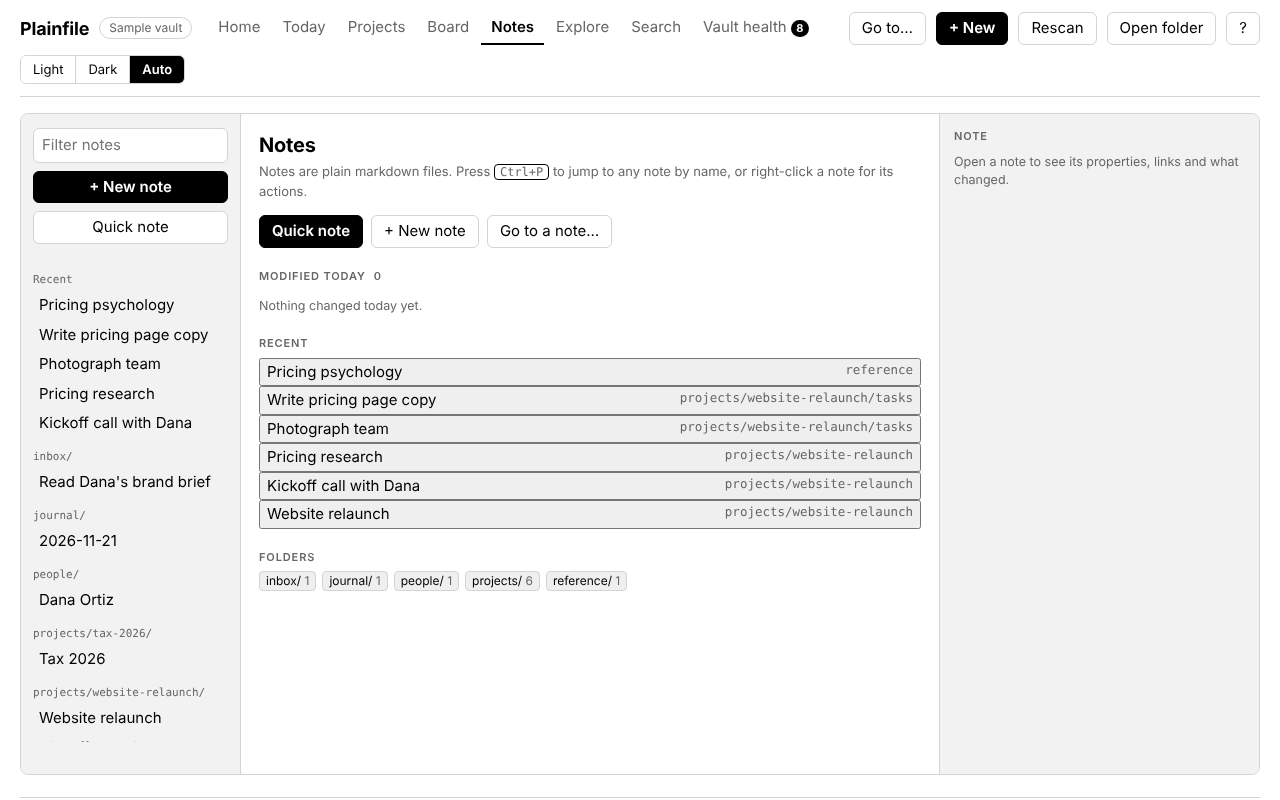 Plainfile Sample vault Home Today Projects Board Notes Explore Search Vault health 8 Go to... + New Rescan Open folder ?
Light Dark Auto
Filter notes
+ New note
Quick note
Recent
Pricing psychology
Write pricing page copy
Photograph team
Pricing research
Kickoff call with Dana
inbox/
Read Dana's brand brief
journal/
2026-11-21
people/
Dana Ortiz
projects/tax-2026/
Tax 2026
projects/website-relaunch/
Website relaunch
Notes
Notes are plain markdown files. Press Ctrl+P to jump to any note by name, or right-click a note for its
actions.
Quick note + New note Go to a note...
MODIFIED TODAY 0
Nothing changed today yet.
RECENT
Pricing psychology reference
Write pricing page copy projects/website-relaunch/tasks
Photograph team projects/website-relaunch/tasks
Pricing research projects/website-relaunch
Kickoff call with Dana projects/website-relaunch
Website relaunch projects/website-relaunch
FOLDERS
inbox/ 1 journal/ 1 people/ 1 projects/ 6 reference/ 1
NOTE
Open a note to see its properties, links and what
changed.